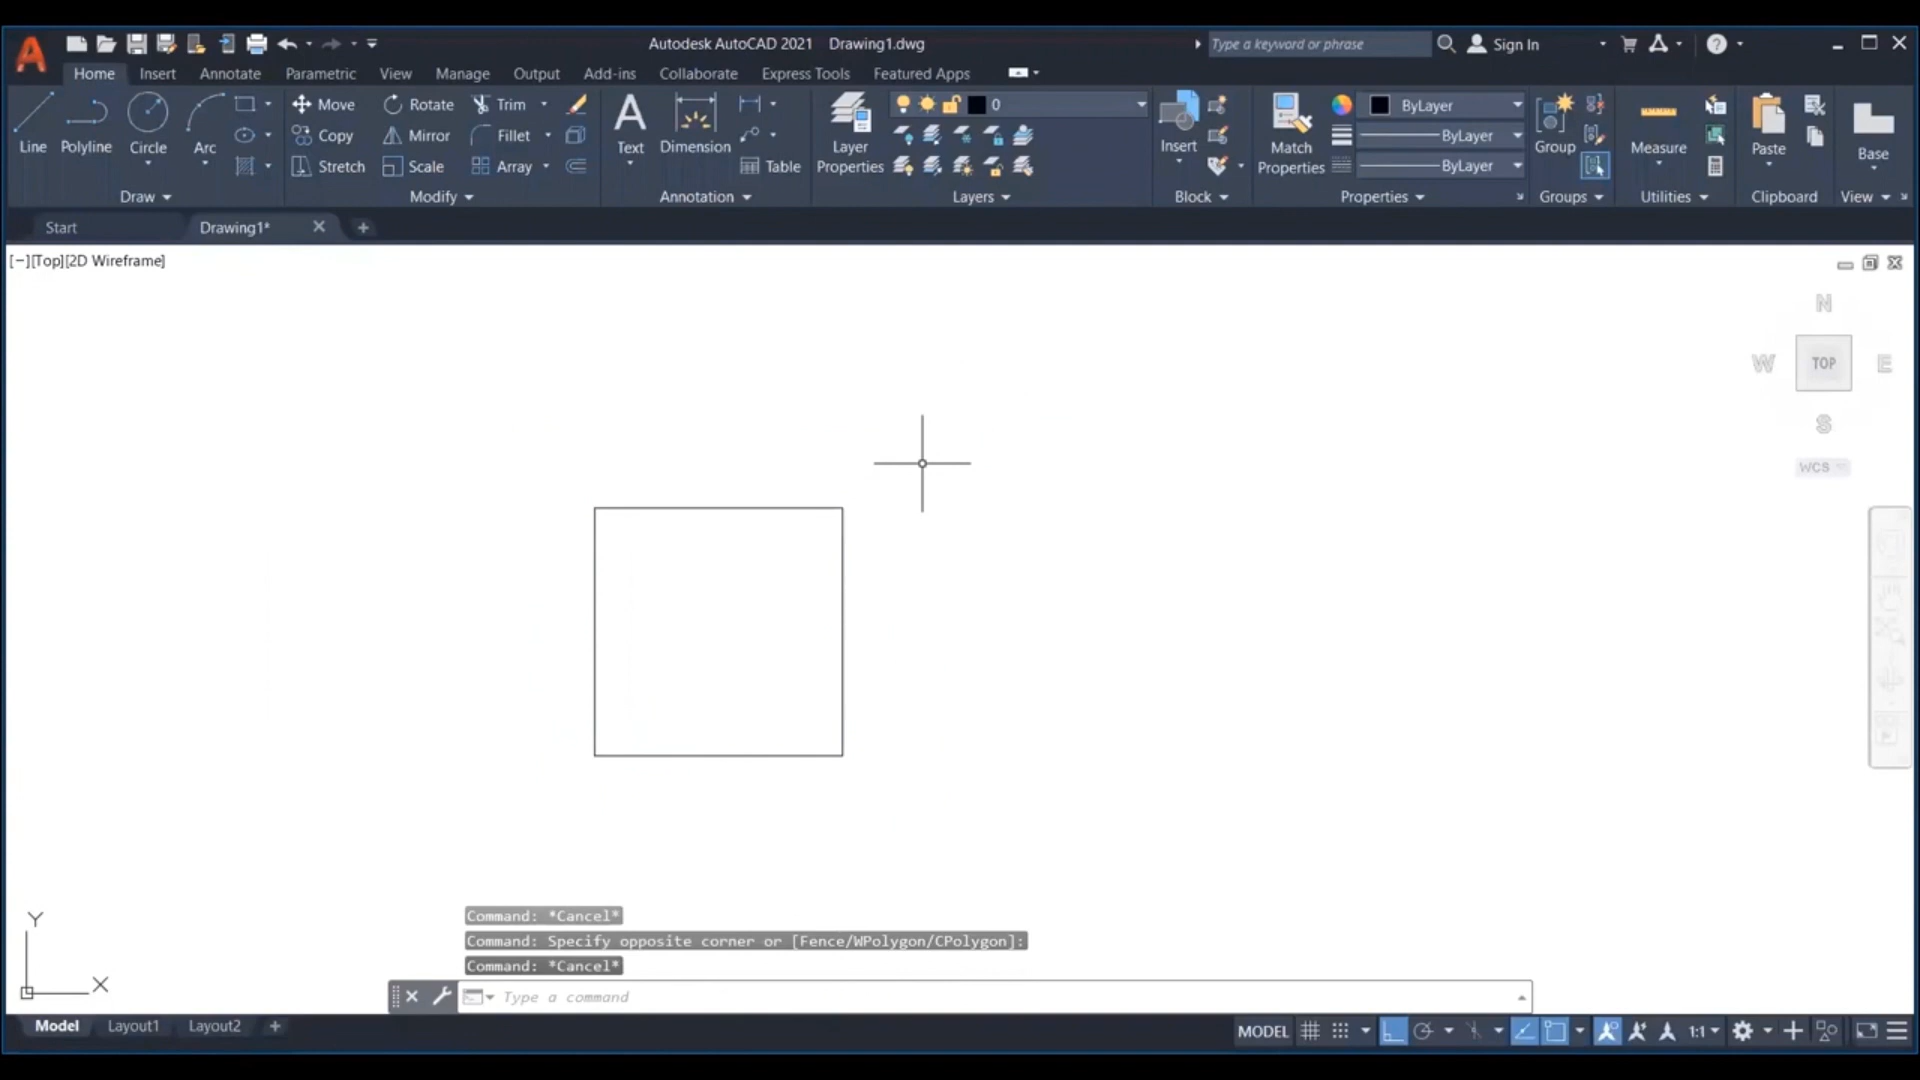 Autodesk AutoCAD 2021 Drawing1.dwg
Type a keyword or phrase
Sign In
Home Insert Annotate Parametric View Manage Output Add-ins Collaborate Express Tools Featured Apps
Line Polyline Circle Arc
Move Rotate Trim
Copy Mirror Fillet
Stretch Scale Array
Text Dimension Table
Layer Properties
0
Insert
Match Properties
ByLayer
ByLayer
ByLayer
Group
Measure
Paste
Base
Draw Modify Annotation Layers Block Properties Groups Utilities Clipboard View
Start Drawing1*
[−][Top][2D Wireframe]
N
W TOP E
S
WCS
Y
X
Command: *Cancel*
Command: Specify opposite corner or [Fence/WPolygon/CPolygon]:
Command: *Cancel*
Type a command
Model Layout1 Layout2
MODEL 1:1